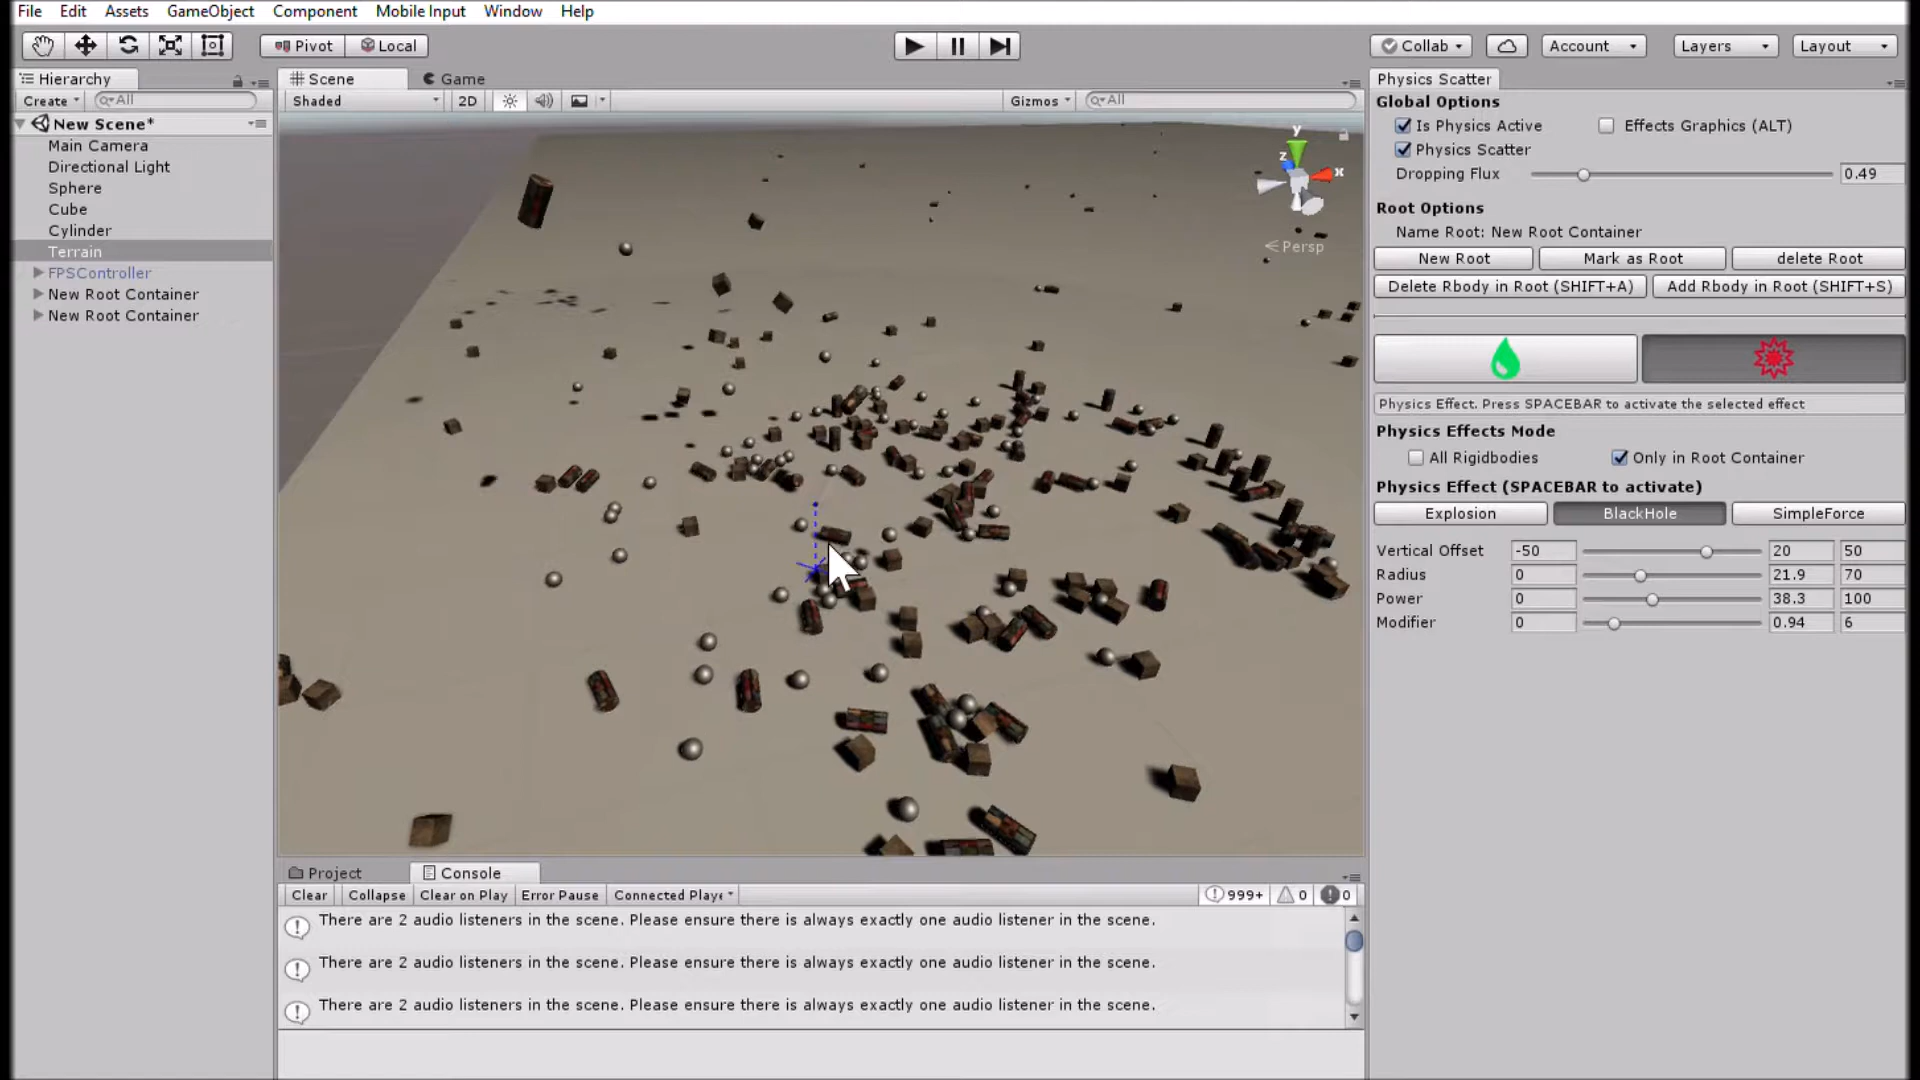 File Edit Assets GameObject Component Mobile Input Window Help
Pivot Local Collab Account Layers Layout
Hierarchy
Create All
New Scene*
Main Camera
Directional Light
Sphere
Cube
Cylinder
Terrain
FPSController
New Root Container
New Root Container
Scene Game
Shaded 2D Gizmos All
y
z
x
Persp
Project Console
Clear Collapse Clear on Play Error Pause Connected Playe 999+ 0 0
There are 2 audio listeners in the scene. Please ensure there is always exactly one audio listener in the scene.
There are 2 audio listeners in the scene. Please ensure there is always exactly one audio listener in the scene.
There are 2 audio listeners in the scene. Please ensure there is always exactly one audio listener in the scene.
Physics Scatter
Global Options
Is Physics Active Effects Graphics (ALT)
Physics Scatter
Dropping Flux 0.49
Root Options
Name Root: New Root Container
New Root Mark as Root delete Root
Delete Rbody in Root (SHIFT+A) Add Rbody in Root (SHIFT+S)
Physics Effect. Press SPACEBAR to activate the selected effect
Physics Effects Mode
All Rigidbodies Only in Root Container
Physics Effect (SPACEBAR to activate)
Explosion BlackHole SimpleForce
Vertical Offset -50 20 50
Radius 0 21.9 70
Power 0 38.3 100
Modifier 0 0.94 6